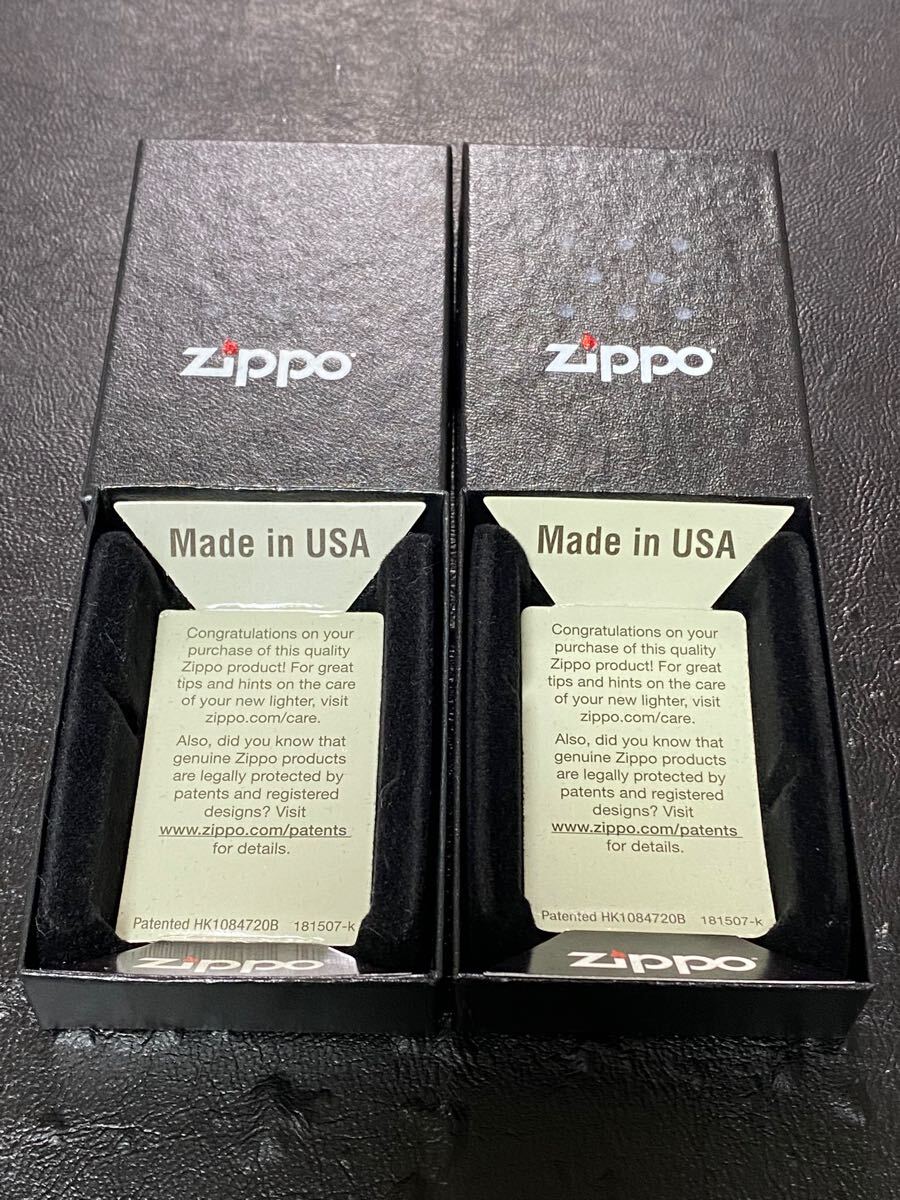 Zippo
Made in USA
Congratulations on your
purchase of this quality
Zippo product! For great
tips and hints on the care
of your new lighter, visit
zippo.com/care.
Also, did you know that
genuine Zippo products
are legally protected by
patents and registered
designs? Visit
www.zippo.com/patents
for details.
Patented HK1084720B 181507-k
Zippo
Zippo
Made in USA
Congratulations on your
purchase of this quality
Zippo product! For great
tips and hints on the care
of your new lighter, visit
zippo.com/care.
Also, did you know that
genuine Zippo products
are legally protected by
patents and registered
designs? Visit
www.zippo.com/patents
for details.
Patented HK1084720B 181507-k
Zippo